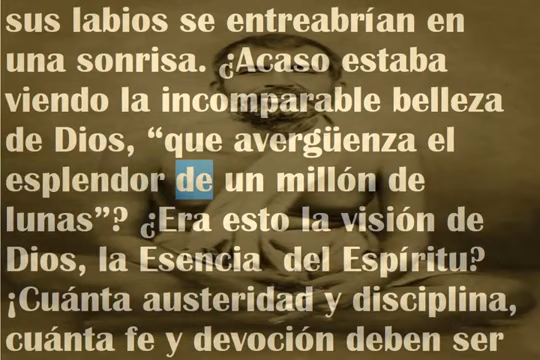 sus labios se entreabrían en
una sonrisa. ¿Acaso estaba
viendo la incomparable belleza
de Dios, “que avergüenza el
esplendor de un millón de
lunas”? ¿Era esto la visión de
Dios, la Esencia del Espíritu?
¡Cuánta austeridad y disciplina,
cuánta fe y devoción deben ser